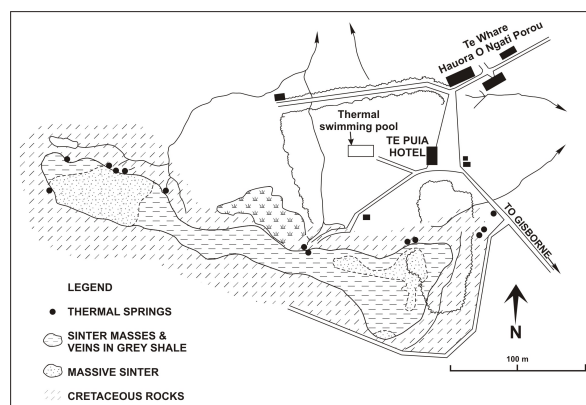 Te Whare
Hauora O Ngati Porou
Thermal
swimming pool
TE PUIA
HOTEL
TO GISBORNE
LEGEND
THERMAL SPRINGS
SINTER MASSES &
VEINS IN GREY SHALE
MASSIVE SINTER
CRETACEOUS ROCKS
N
100 m